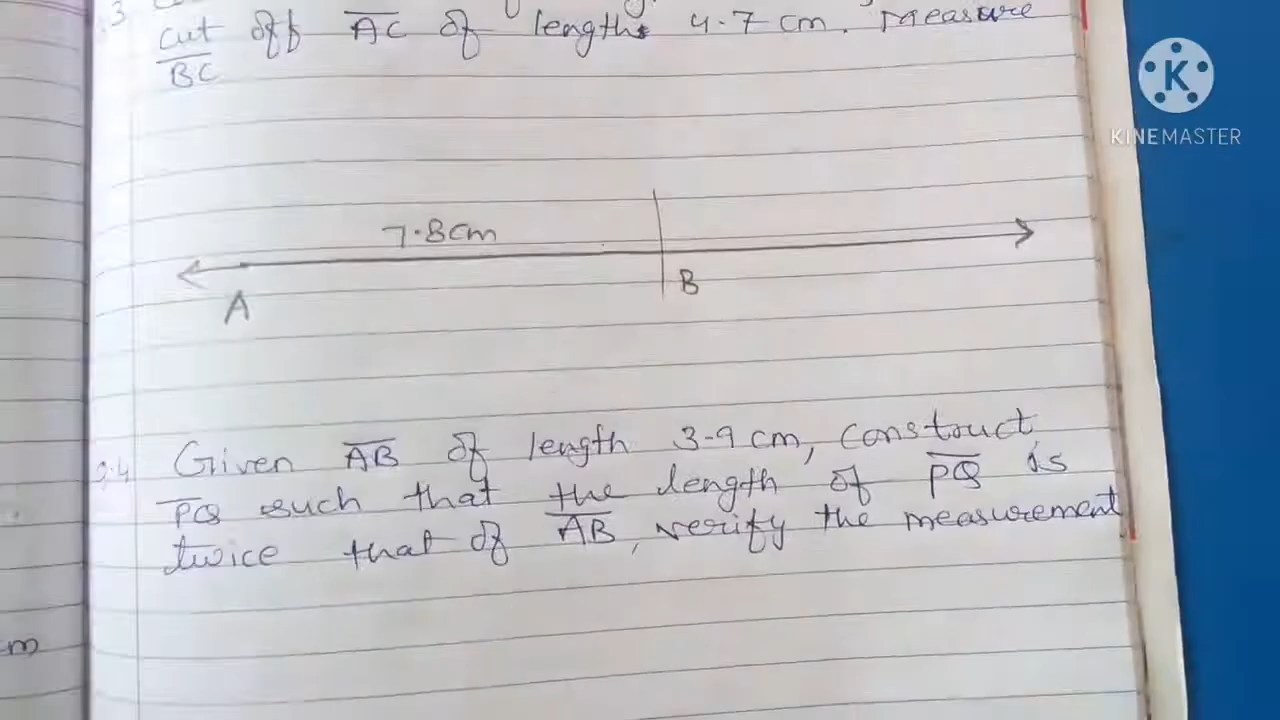 .3
cut off AC of length 4.7 cm. Measure
BC
K
KINEMASTER
7.8cm
A
B
Q.4 Given AB of length 3.9 cm, construct
PQ such that the length of PQ is
twice that of AB, verify the measurement
m